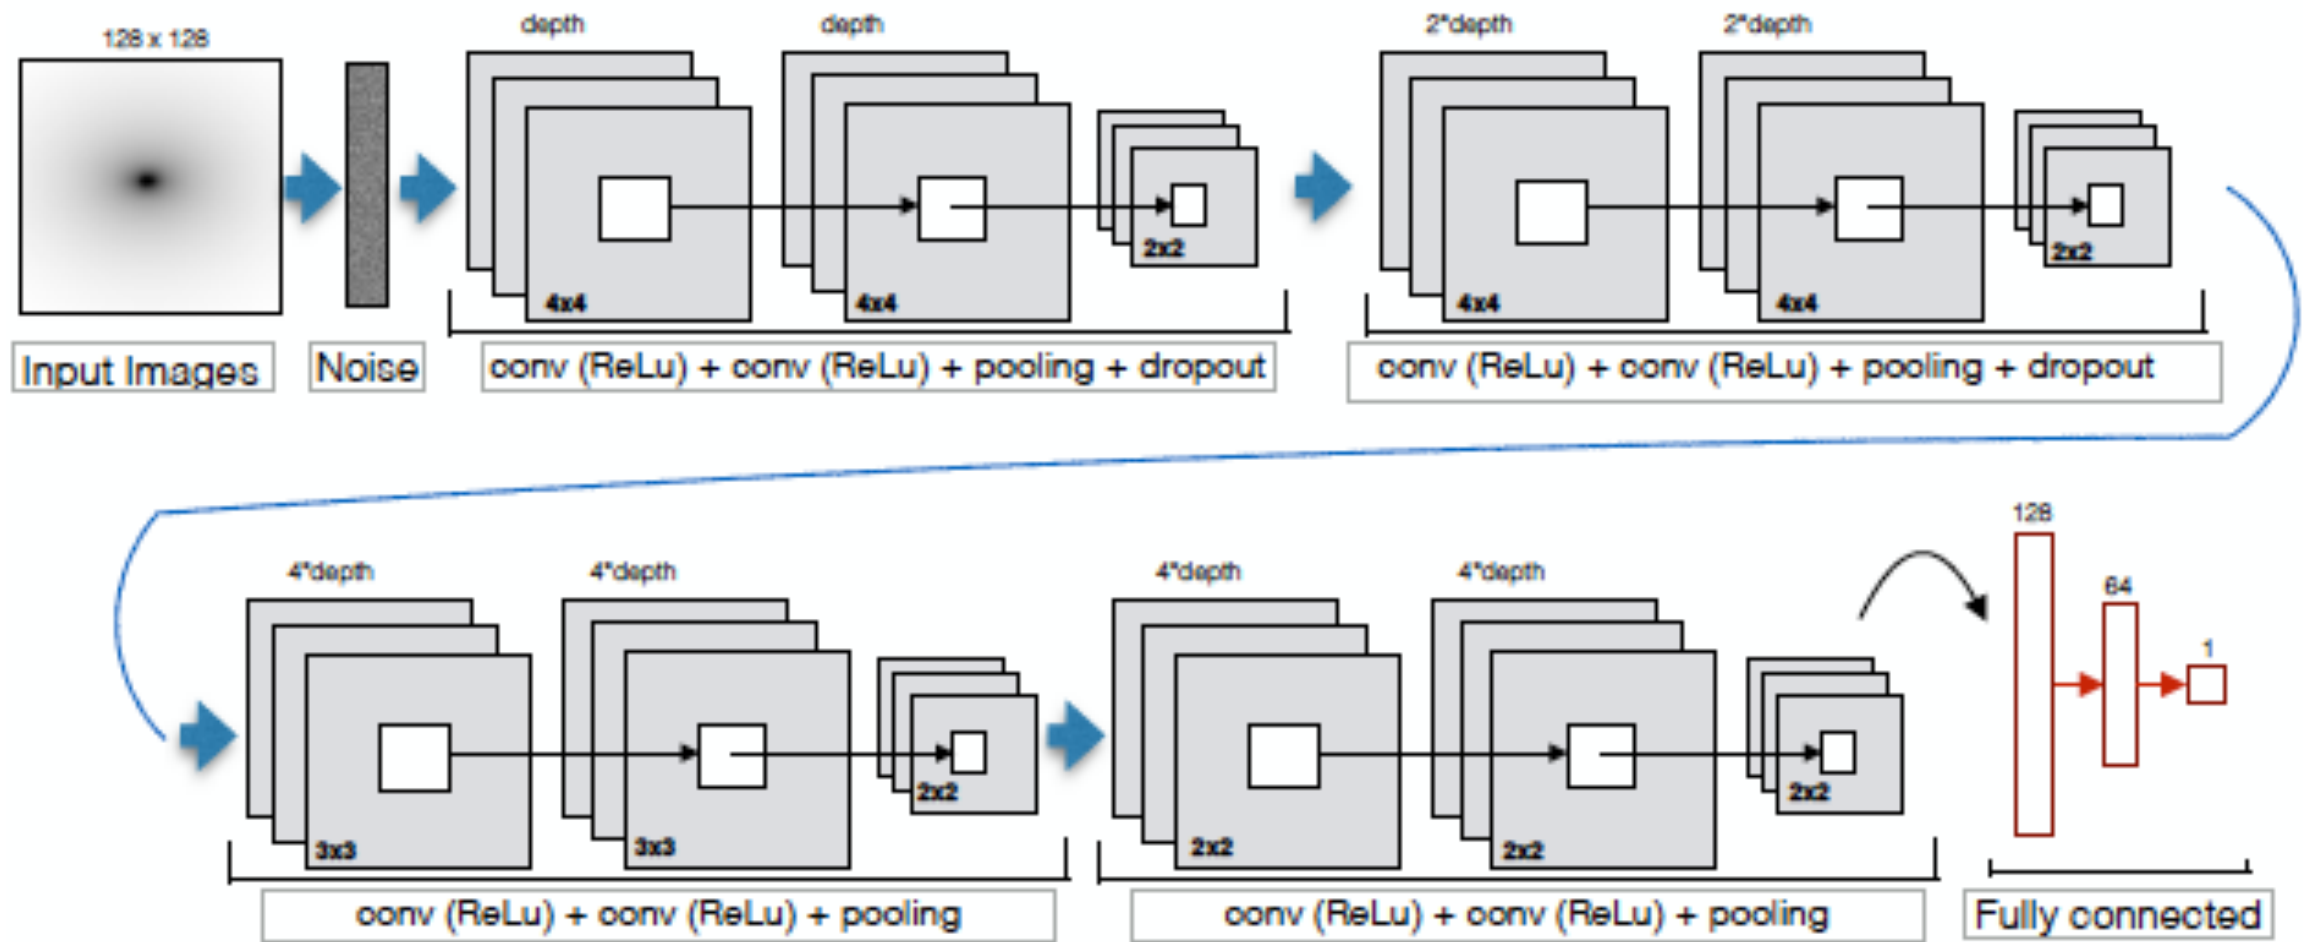 128 x 128
depth
depth
2*depth
2*depth
4x4
4x4
2x2
4x4
4x4
2x2
Input Images
Noise
conv (ReLu) + conv (ReLu) + pooling + dropout
conv (ReLu) + conv (ReLu) + pooling + dropout
4*depth
4*depth
4*depth
4*depth
128
64
1
3x3
3x3
2x2
2x2
2x2
2x2
conv (ReLu) + conv (ReLu) + pooling
conv (ReLu) + conv (ReLu) + pooling
Fully connected